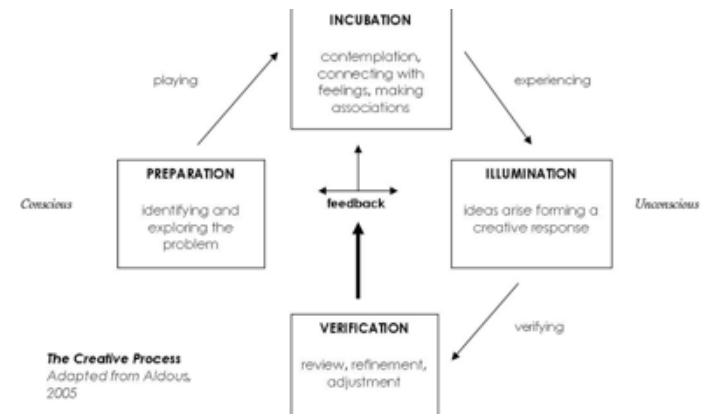 INCUBATION
contemplation,
connecting with
feelings, making
associations
playing
experiencing
PREPARATION
identifying and
exploring the
problem
ILLUMINATION
ideas arise forming a
creative response
Conscious
Unconscious
feedback
verifying
VERIFICATION
review, refinement,
adjustment
The Creative Process
Adapted from Aldous,
2005